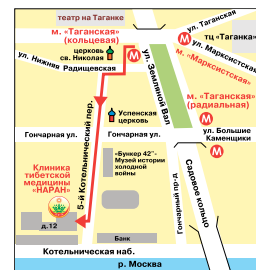 театр на Таганке
м. «Таганская»
(кольцевая)
ул. Таганская
тц «Таганка»
ул. Марксистская
м. «Марксистская»
церковь
св. Николая
ул. Нижняя
Радищевская
ул. Земляной Вал
м. «Таганская»
(радиальная)
Успенская
церковь
ул. Большие
Каменщики
Гончарная ул.
Гончарная ул.
5-й Котельнический пер.
«Бункер 42"-
Музей истории
холодной
войны
Клиника
тибетской
медицины
«НАРАН»
Гончарный пр-д
Садовое кольцо
д.12
Банк
Котельническая наб.
р. Москва